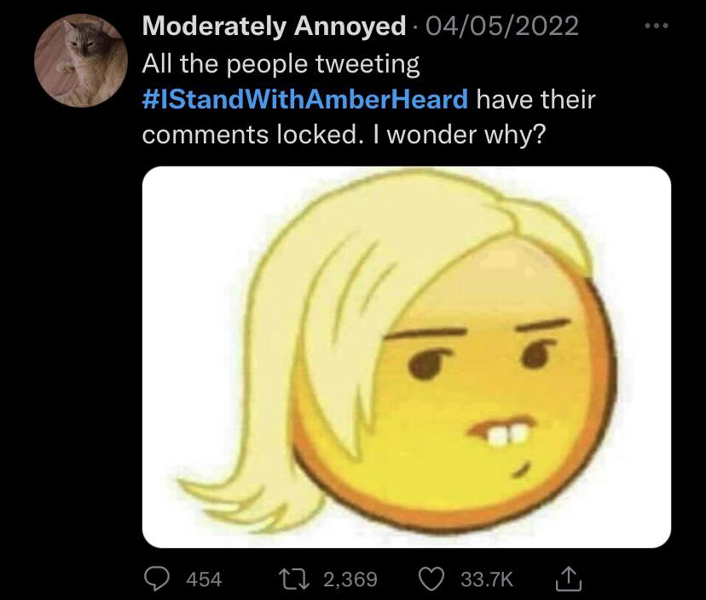 Moderately Annoyed · 04/05/2022
All the people tweeting
#IStandWithAmberHeard have their
comments locked. I wonder why?
454 2,369 33.7K